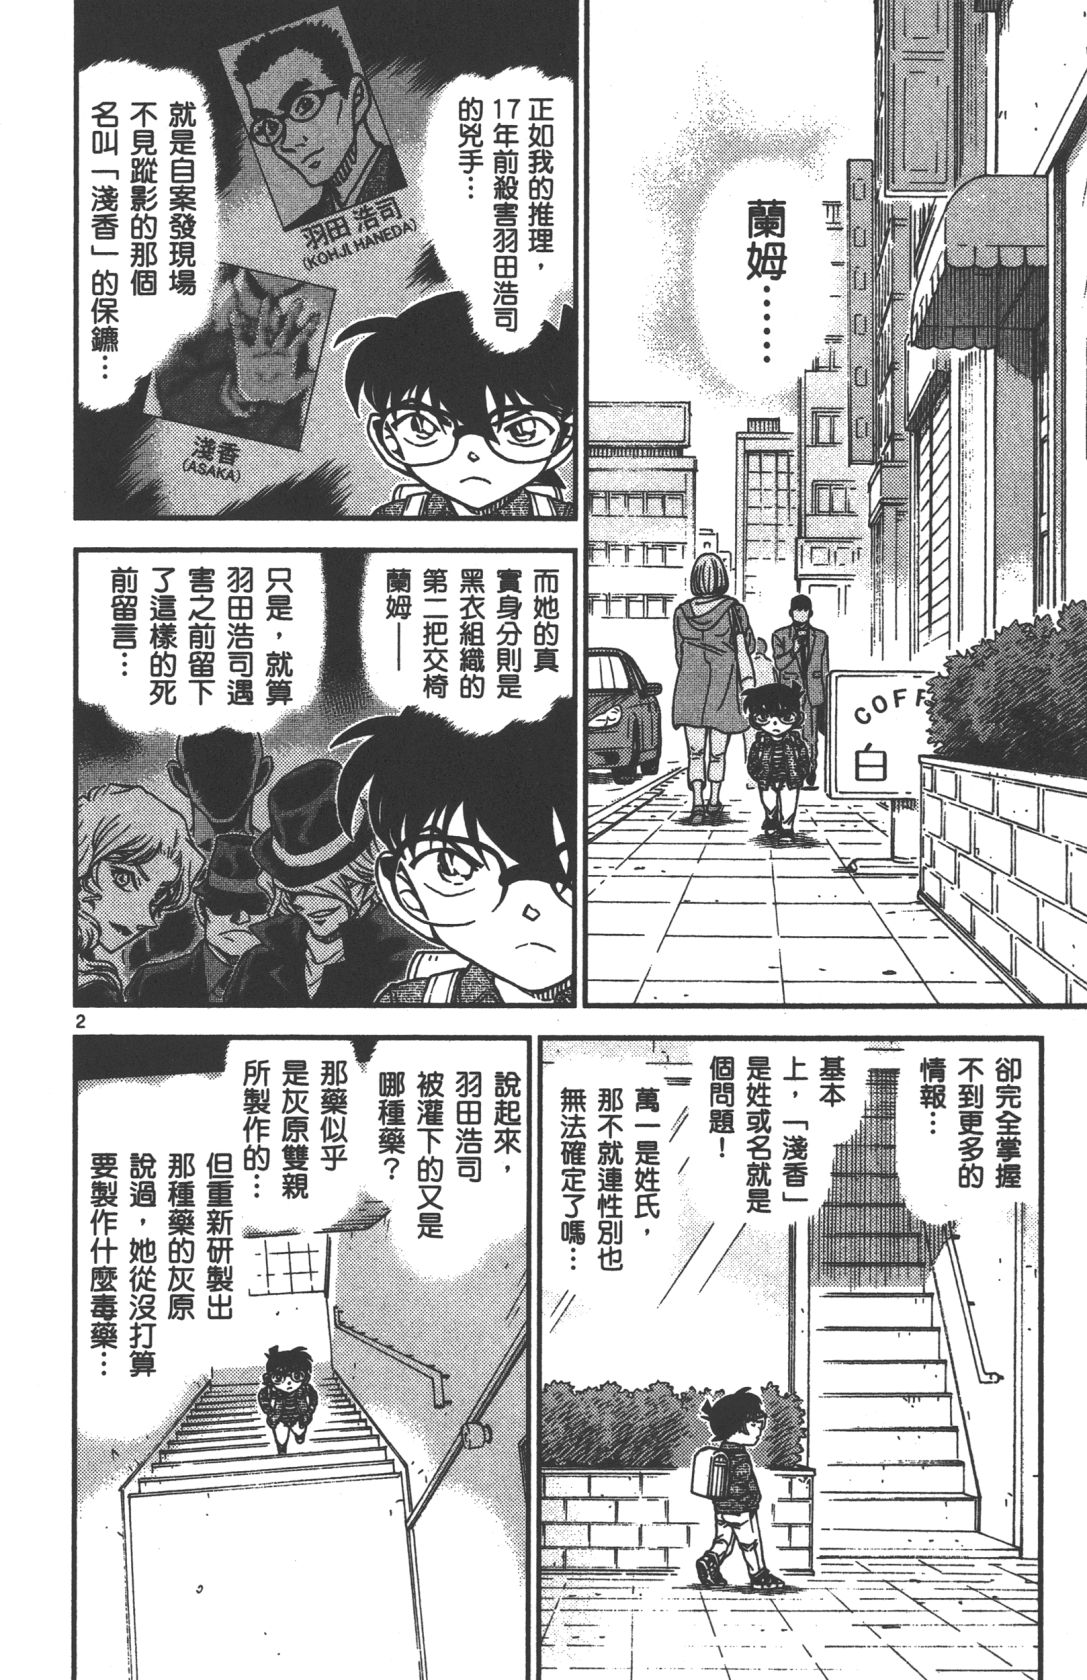 蘭姆……
COFF
白
正如我的推理，
17年前殺害羽田浩司
的兇手…
羽田 浩司
(KOHJI HANEDA)
就是自案發現場
不見蹤影的那個
名叫「淺香」的保鑣…
淺香
(ASAKA)
而她的真
實身分則是
黑衣組織的
第二把交椅
蘭姆——
只是，就算
羽田浩司遇
害之前留下
了這樣的死
前留言…
2
卻完全掌握
不到更多的
情報…
基本
上，「淺香」
是姓或名就是
個問題！
萬一是姓氏，
那不就連性別也
無法確定了嗎…
說起來，
羽田浩司
被灌下的又是
哪種藥？
那藥似乎
是灰原雙親
所製作的…
但重新研製出
那種藥的灰原
說過，她從沒打算
要製作什麼毒藥…